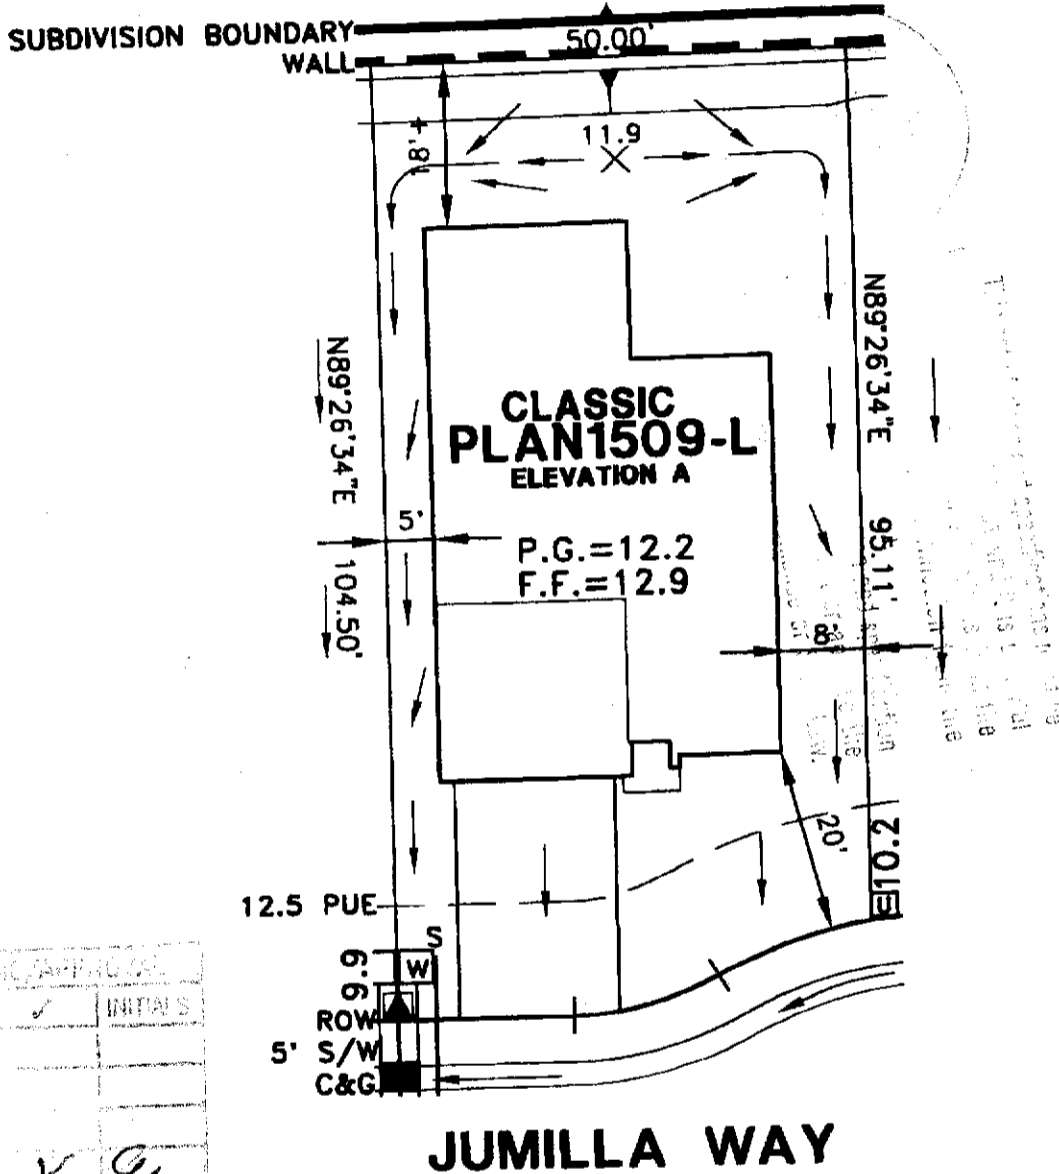 SUBDIVISION BOUNDARY
50.00'
WALL
11.9
18'+
N89°26'34"E 104.50'
N89°26'34"E 95.11'
CLASSIC
PLAN1509-L
ELEVATION A
5'
P.G.=12.2
F.F.=12.9
8'
20'
10.2
E
12.5 PUE
S
W
9.9
ROW
5' S/W
C&G
INITIALS
JUMILLA WAY